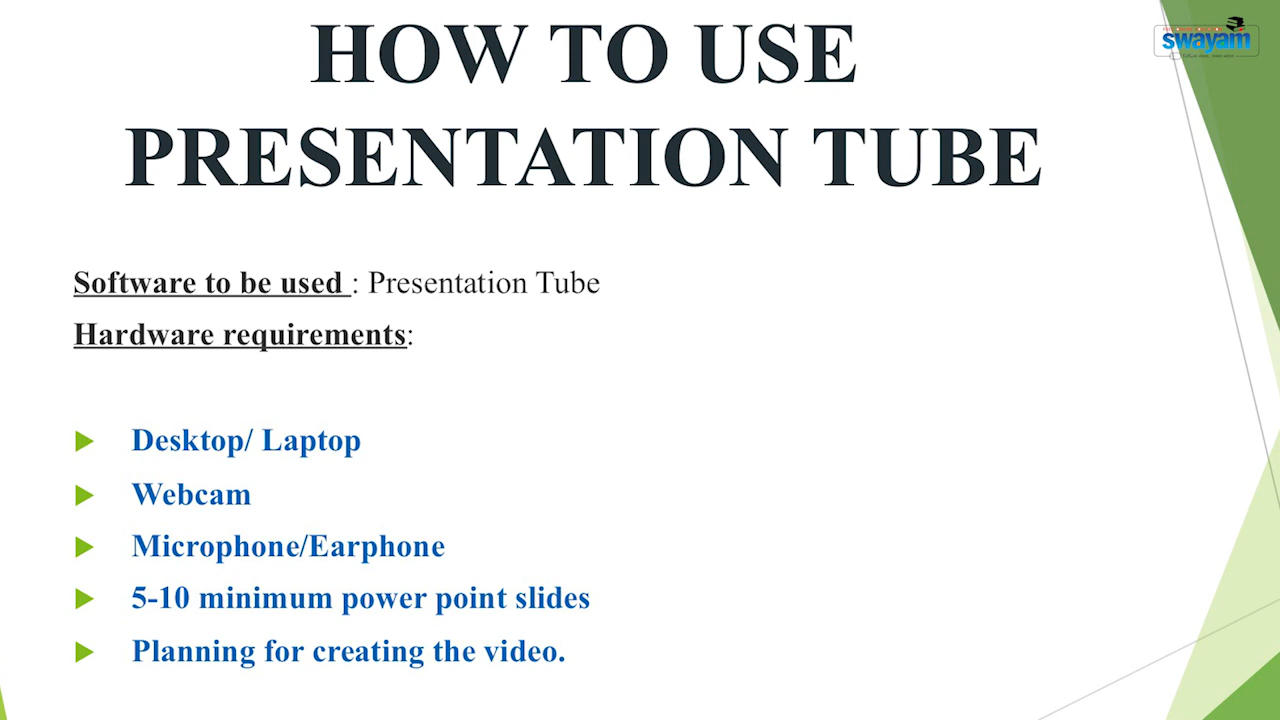 HOW TO USE
PRESENTATION TUBE
swayam
Software to be used : Presentation Tube
Hardware requirements:
Desktop/ Laptop
Webcam
Microphone/Earphone
5-10 minimum power point slides
Planning for creating the video.